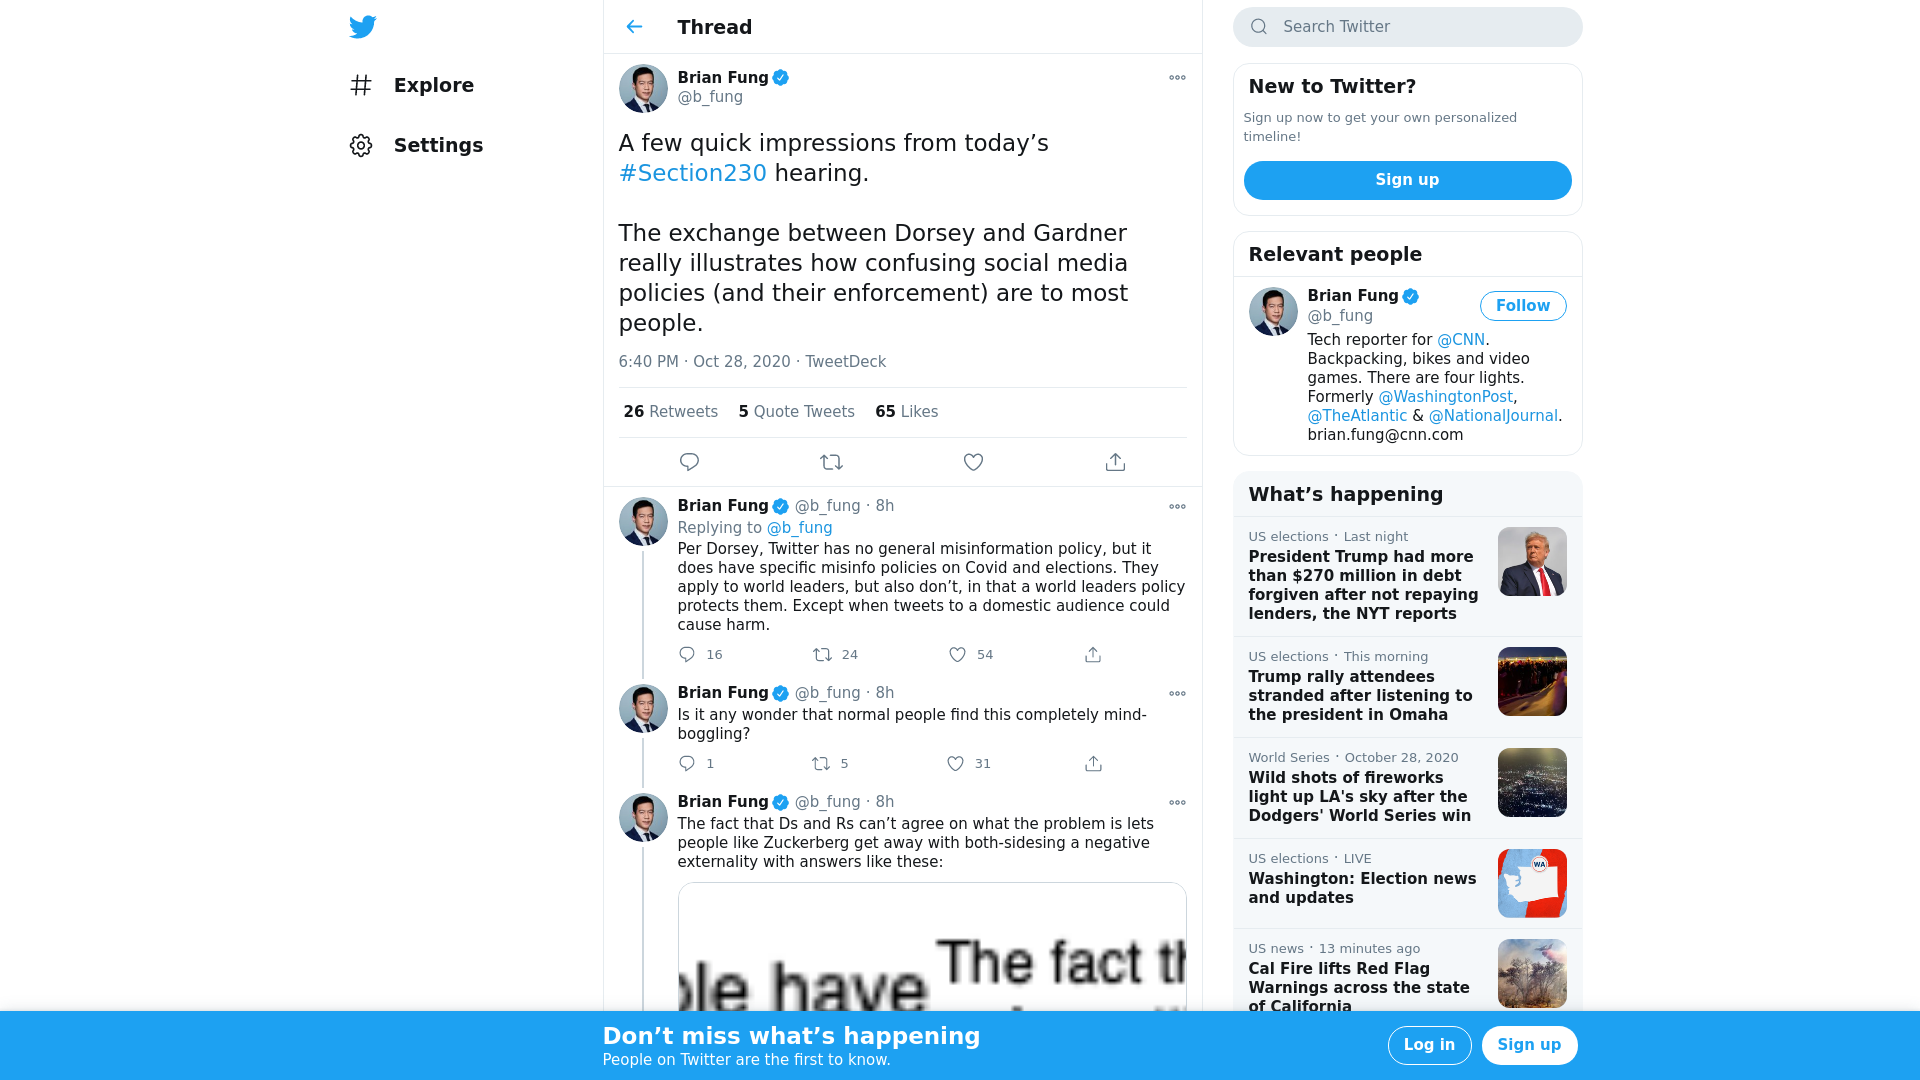 Explore
Settings
Thread
Brian Fung
@b_fung
A few quick impressions from today’s
#Section230 hearing.
The exchange between Dorsey and Gardner
really illustrates how confusing social media
policies (and their enforcement) are to most
people.
6:40 PM · Oct 28, 2020 · TweetDeck
26 Retweets 5 Quote Tweets 65 Likes
Brian Fung @b_fung · 8h
Replying to @b_fung
Per Dorsey, Twitter has no general misinformation policy, but it
does have specific misinfo policies on Covid and elections. They
apply to world leaders, but also don’t, in that a world leaders policy
protects them. Except when tweets to a domestic audience could
cause harm.
16 24 54
Brian Fung @b_fung · 8h
Is it any wonder that normal people find this completely mind-
boggling?
1 5 31
Brian Fung @b_fung · 8h
The fact that Ds and Rs can’t agree on what the problem is lets
people like Zuckerberg get away with both-sidesing a negative
externality with answers like these:
ple have The fact th
Search Twitter
New to Twitter?
Sign up now to get your own personalized
timeline!
Sign up
Relevant people
Brian Fung
@b_fung
Follow
Tech reporter for @CNN.
Backpacking, bikes and video
games. There are four lights.
Formerly @WashingtonPost,
@TheAtlantic & @NationalJournal.
brian.fung@cnn.com
What’s happening
US elections · Last night
President Trump had more
than $270 million in debt
forgiven after not repaying
lenders, the NYT reports
US elections · This morning
Trump rally attendees
stranded after listening to
the president in Omaha
World Series · October 28, 2020
Wild shots of fireworks
light up LA's sky after the
Dodgers' World Series win
US elections · LIVE
Washington: Election news
and updates
WA
US news · 13 minutes ago
Cal Fire lifts Red Flag
Warnings across the state
of California
Don’t miss what’s happening
People on Twitter are the first to know.
Log in
Sign up